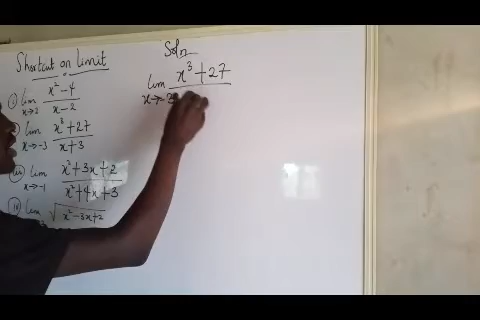 Shortcut on Limit
i) lim x→2 x² - 4 / x - 2
lim x→-3 x³ + 27 / x + 3
iii) lim x→-1 x² + 3x + 2 / x² + 4x + 3
iv) lim √x² - 3x + 2
Soln
lim x→-3 x³ + 27